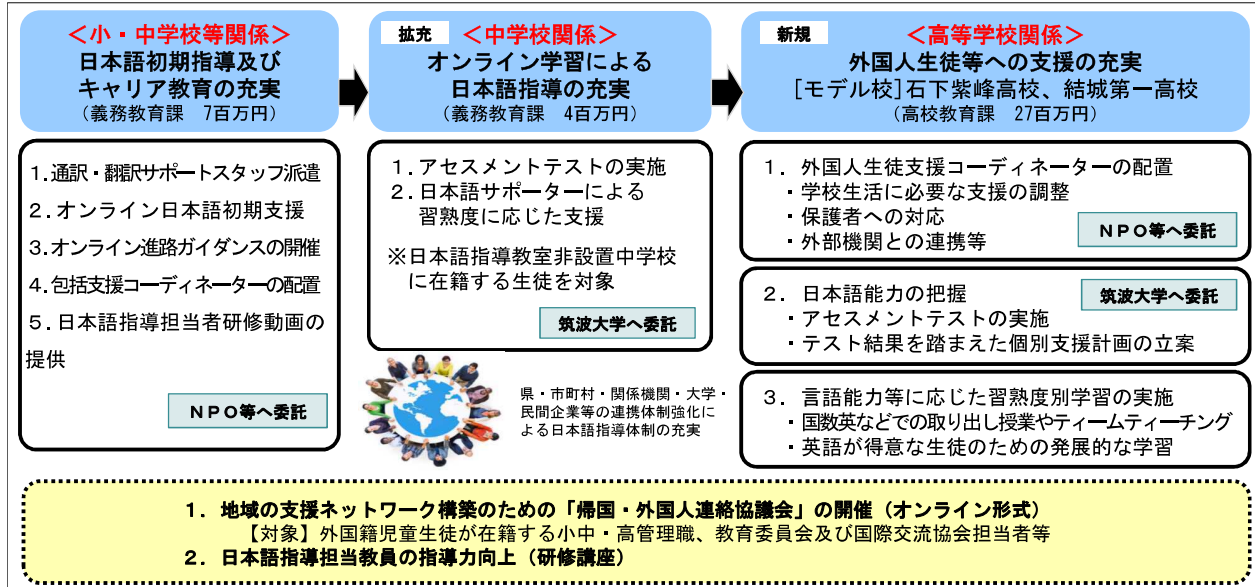 ＜小・中学校等関係＞
日本語初期指導及び
キャリア教育の充実
（義務教育課　7百万円）
1.通訳・翻訳サポートスタッフ派遣
2.オンライン日本語初期支援
3.オンライン進路ガイダンスの開催
4.包括支援コーディネーターの配置
5.日本語指導担当者研修動画の
提供
ＮＰＯ等へ委託
拡充
＜中学校関係＞
オンライン学習による
日本語指導の充実
（義務教育課　4百万円）
1.アセスメントテストの実施
2.日本語サポーターによる
習熟度に応じた支援
※日本語指導教室非設置中学校
に在籍する生徒を対象
筑波大学へ委託
県・市町村・関係機関・大学・
民間企業等の連携体制強化に
よる日本語指導体制の充実
新規
＜高等学校関係＞
外国人生徒等への支援の充実
[モデル校]石下紫峰高校、結城第一高校
（高校教育課　27百万円）
1．外国人生徒支援コーディネーターの配置
・学校生活に必要な支援の調整
・保護者への対応
・外部機関との連携等
ＮＰＯ等へ委託
2．日本語能力の把握
・アセスメントテストの実施
・テスト結果を踏まえた個別支援計画の立案
筑波大学へ委託
3．言語能力等に応じた習熟度別学習の実施
・国数英などでの取り出し授業やティームティーチング
・英語が得意な生徒のための発展的な学習
1．地域の支援ネットワーク構築のための「帰国・外国人連絡協議会」の開催（オンライン形式）
【対象】外国籍児童生徒が在籍する小中・高管理職、教育委員会及び国際交流協会担当者等
2．日本語指導担当教員の指導力向上（研修講座）